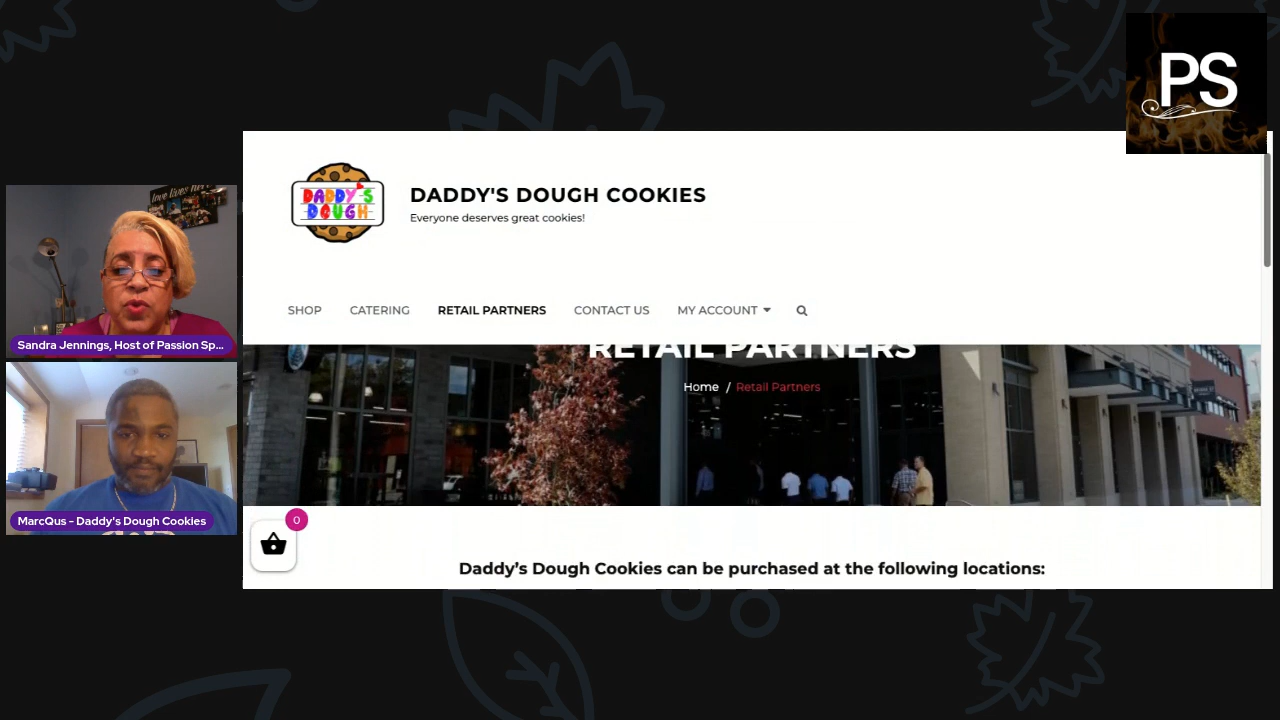 PS
DADDY'S
DOUGH
DADDY'S DOUGH COOKIES
Everyone deserves great cookies!
SHOP
CATERING
RETAIL PARTNERS
CONTACT US
MY ACCOUNT
RETAIL PARTNERS
Home / Retail Partners
Sandra Jennings, Host of Passion Sp...
MarcQus - Daddy's Dough Cookies
0
Daddy's Dough Cookies can be purchased at the following locations: